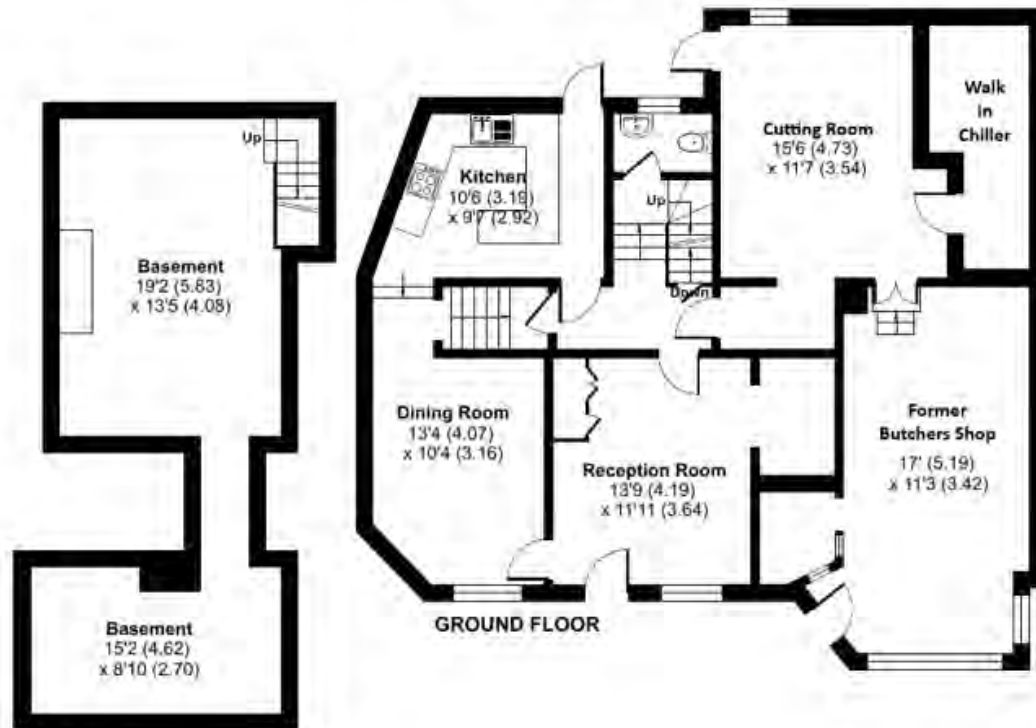 Up
Basement
19'2 (5.83)
x 13'5 (4.08)
Basement
15'2 (4.62)
x 8'10 (2.70)
Kitchen
10'6 (3.19)
x 9'7 (2.92)
Up
Down
Cutting Room
15'6 (4.73)
x 11'7 (3.54)
Walk
In
Chiller
Dining Room
13'4 (4.07)
x 10'4 (3.16)
Reception Room
13'9 (4.19)
x 11'11 (3.64)
Former
Butchers Shop
17' (5.19)
x 11'3 (3.42)
GROUND FLOOR